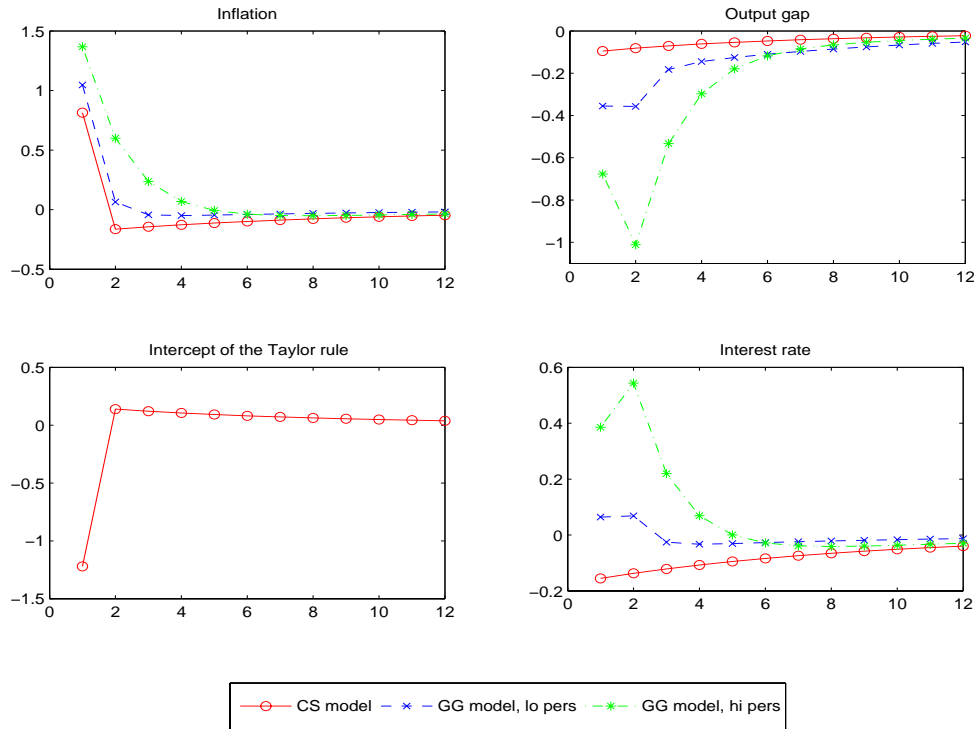 Inflation
1.5
1
0.5
0
−0.5
0 2 4 6 8 10 12
Output gap
0
−0.2
−0.4
−0.6
−0.8
−1
0 2 4 6 8 10 12
Intercept of the Taylor rule
0.5
0
−0.5
−1
−1.5
0 2 4 6 8 10 12
Interest rate
0.6
0.4
0.2
0
−0.2
0 2 4 6 8 10 12
CS model GG model, lo pers GG model, hi pers